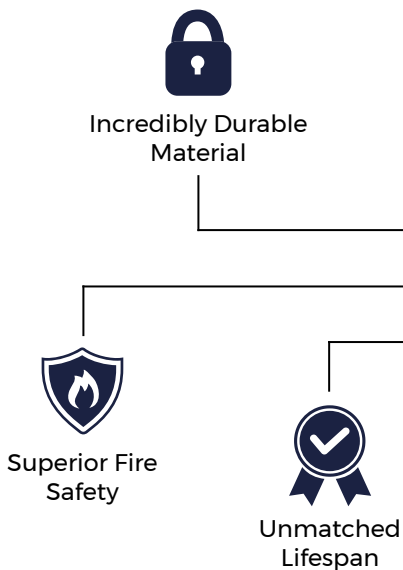 Incredibly Durable
Material
Superior Fire
Safety
Unmatched
Lifespan